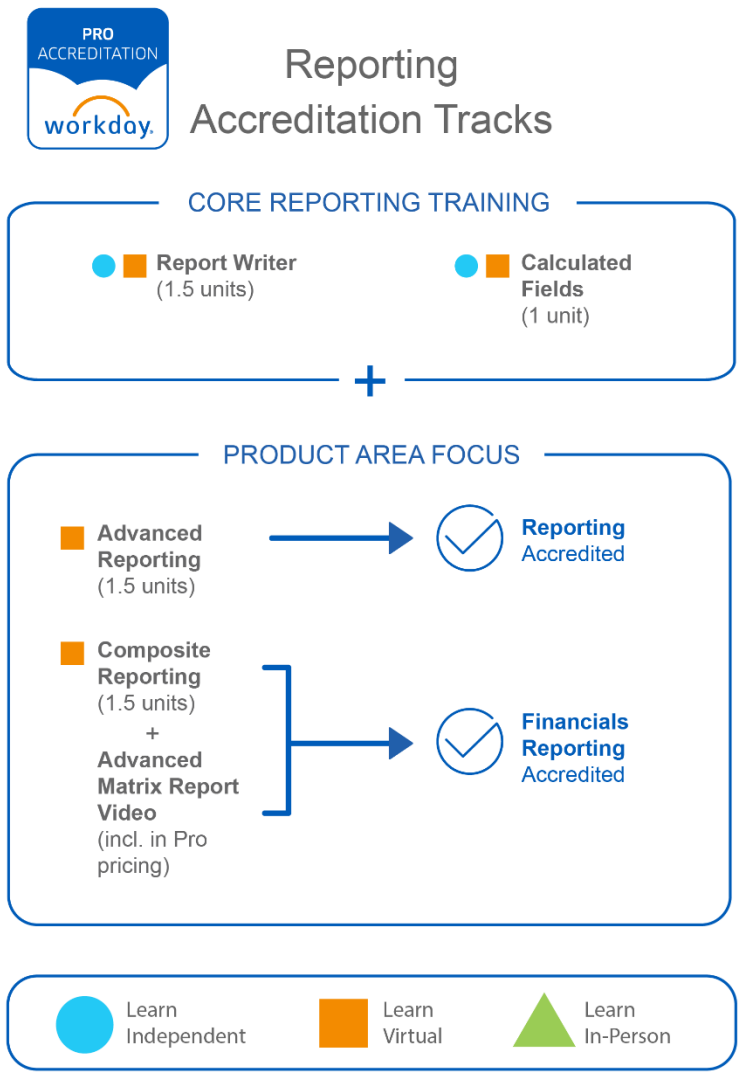 PRO
ACCREDITATION
workday.
Reporting
Accreditation Tracks
CORE REPORTING TRAINING
Report Writer
(1.5 units)
Calculated
Fields
(1 unit)
+
PRODUCT AREA FOCUS
Advanced
Reporting
(1.5 units)
Reporting
Accredited
Composite
Reporting
(1.5 units)
+
Advanced
Matrix Report
Video
(incl. in Pro
pricing)
Financials
Reporting
Accredited
Learn
Independent
Learn
Virtual
Learn
In-Person